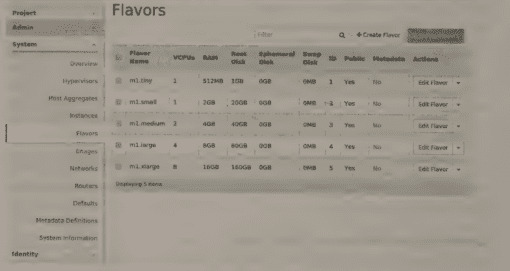 Project
Admin
System
Overview
Hypervisors
Host Aggregates
Instances
Flavors
Images
Networks
Routers
Defaults
Metadata Definitions
System Information
Identity
Flavors
Filter
+ Create Flavor
Flavor Name VCPUs RAM Root Disk Ephemeral Disk Swap Disk ID Public Metadata Actions
m1.tiny 1 512MB 1GB 0GB 0MB 1 Yes No Edit Flavor
m1.small 1 2GB 20GB 0GB 0MB Yes No Edit Flavor
m1.medium 2 4GB 40GB 0GB 0MB 3 Yes No Edit Flavor
m1.large 4 8GB 80GB 0GB 0MB 4 Yes No Edit Flavor
m1.xlarge 8 16GB 160GB 0GB 0MB 5 Yes No Edit Flavor
Displaying 5 items